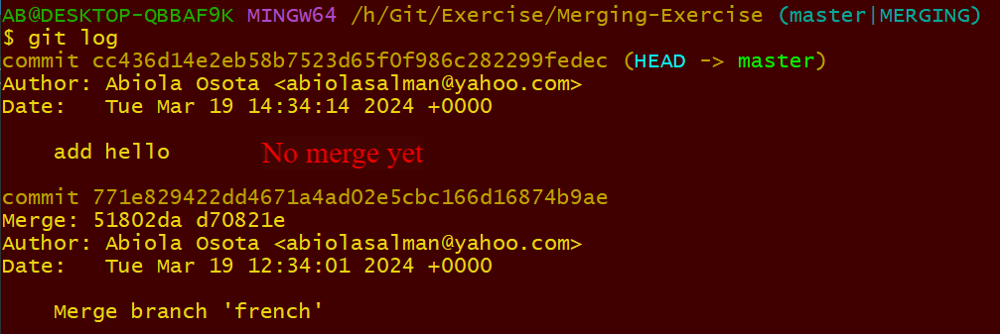 AB@DESKTOP-QBBAF9K MINGW64 /h/Git/Exercise/Merging-Exercise (master|MERGING)
$ git log
commit cc436d14e2eb58b7523d65f0f986c282299fedec (HEAD -> master)
Author: Abiola Osota <abiolasalman@yahoo.com>
Date:   Tue Mar 19 14:34:14 2024 +0000
add hello
No merge yet
commit 771e829422dd4671a4ad02e5cbc166d16874b9ae
Merge: 51802da d70821e
Author: Abiola Osota <abiolasalman@yahoo.com>
Date:   Tue Mar 19 12:34:01 2024 +0000
Merge branch 'french'